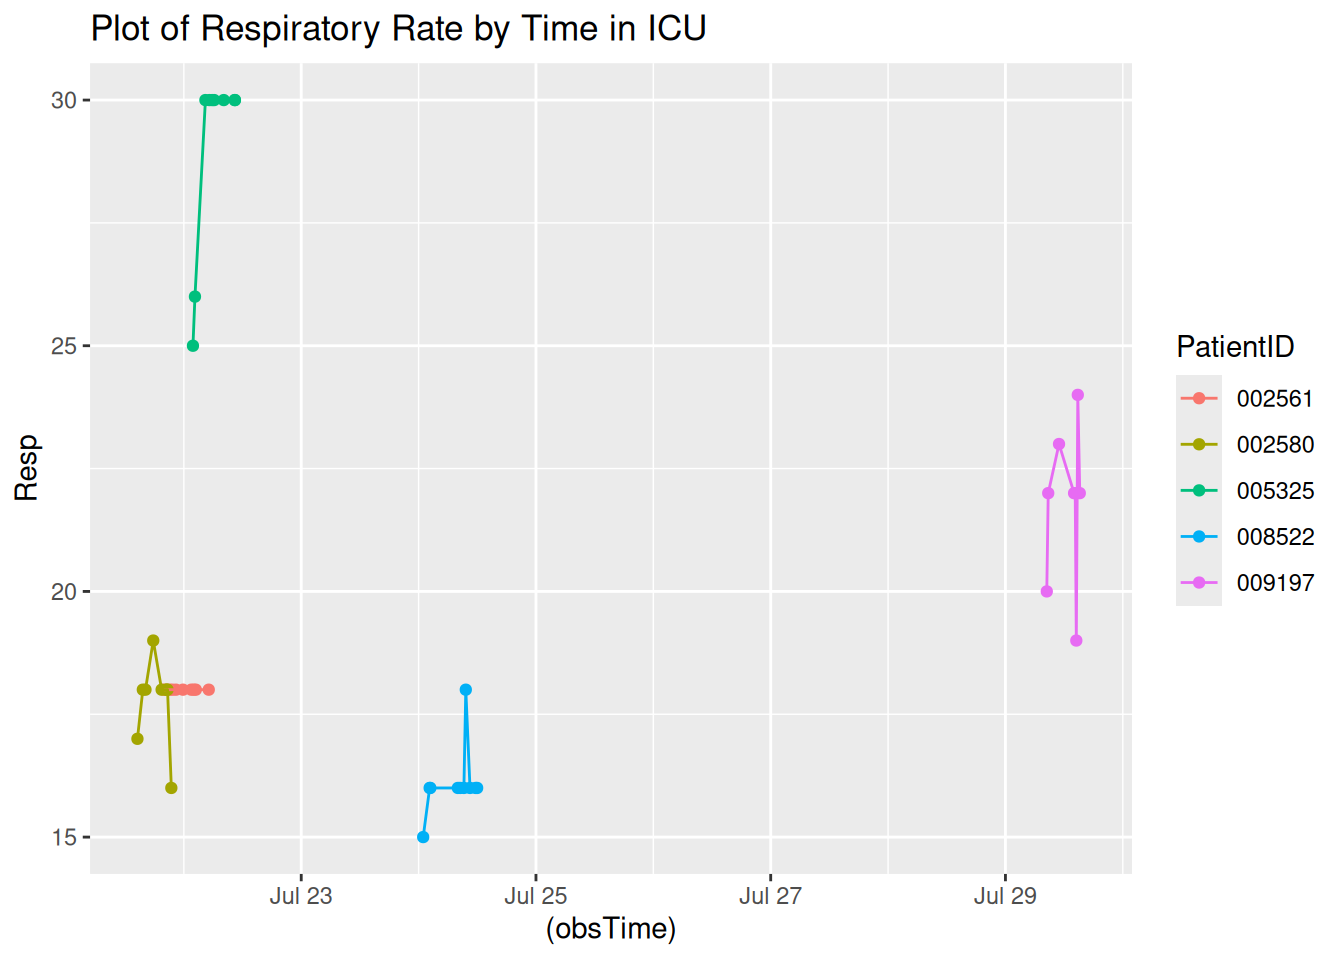 Plot of Respiratory Rate by Time in ICU
30
25
20
15
Resp
Jul 23
Jul 25
Jul 27
Jul 29
(obsTime)
PatientID
002561
002580
005325
008522
009197